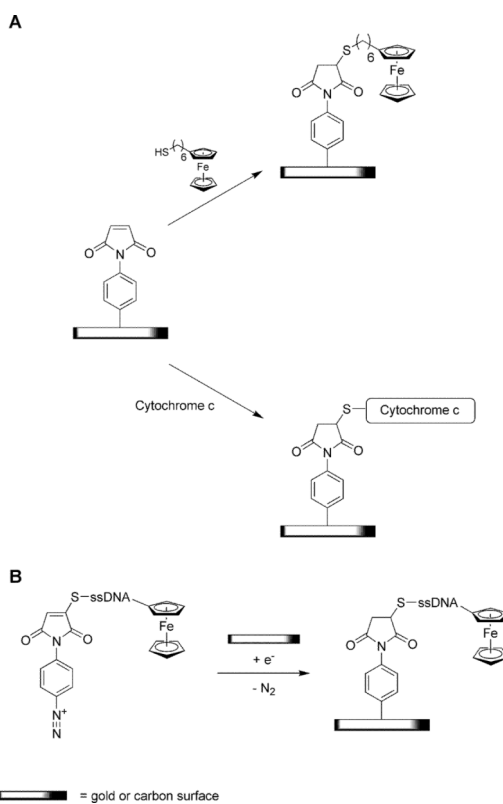 A
S
6
Fe
O
N
O
HS
6
Fe
O
N
O
Cytochrome c
S
Cytochrome c
O
N
O
B
S
ssDNA
Fe
O
N
O
N⁺
N
+ e⁻
- N₂
S
ssDNA
Fe
O
N
O
= gold or carbon surface